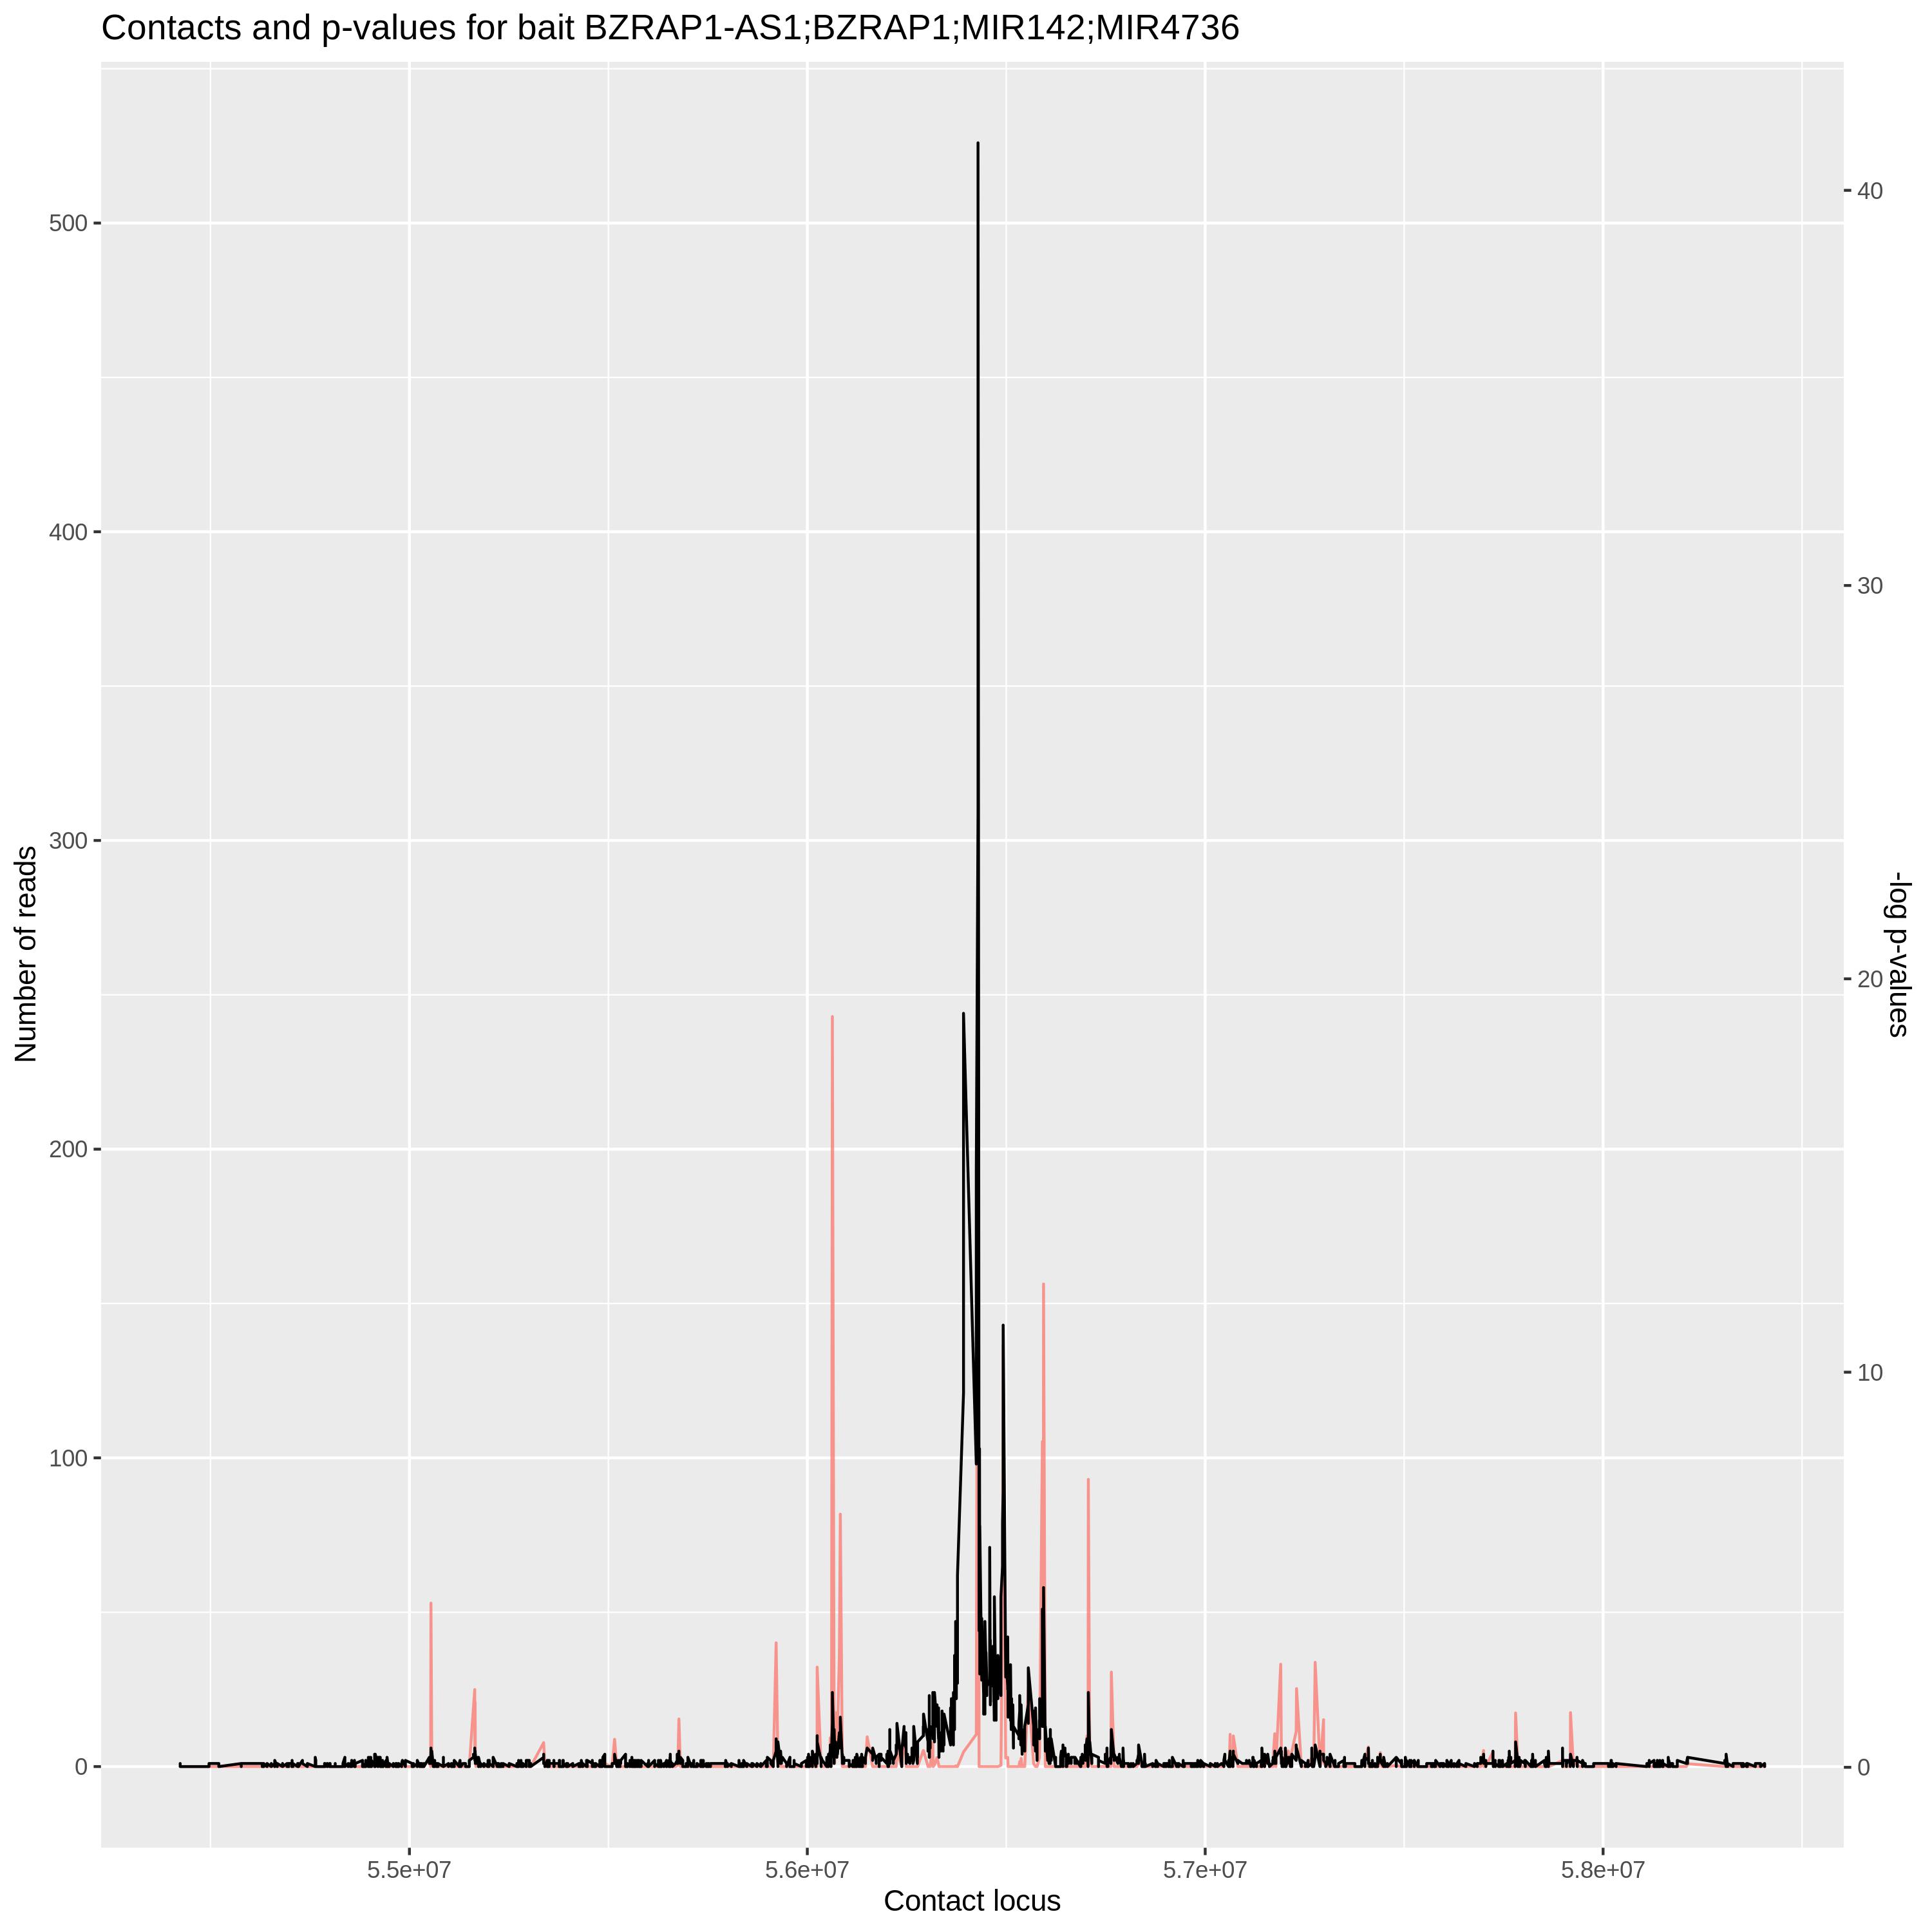 Contacts and p-values for bait BZRAP1-AS1;BZRAP1;MIR142;MIR4736
500
400
300
200
100
0
Number of reads
40
30
20
10
0
-log p-values
5.5e+07
5.6e+07
5.7e+07
5.8e+07
Contact locus